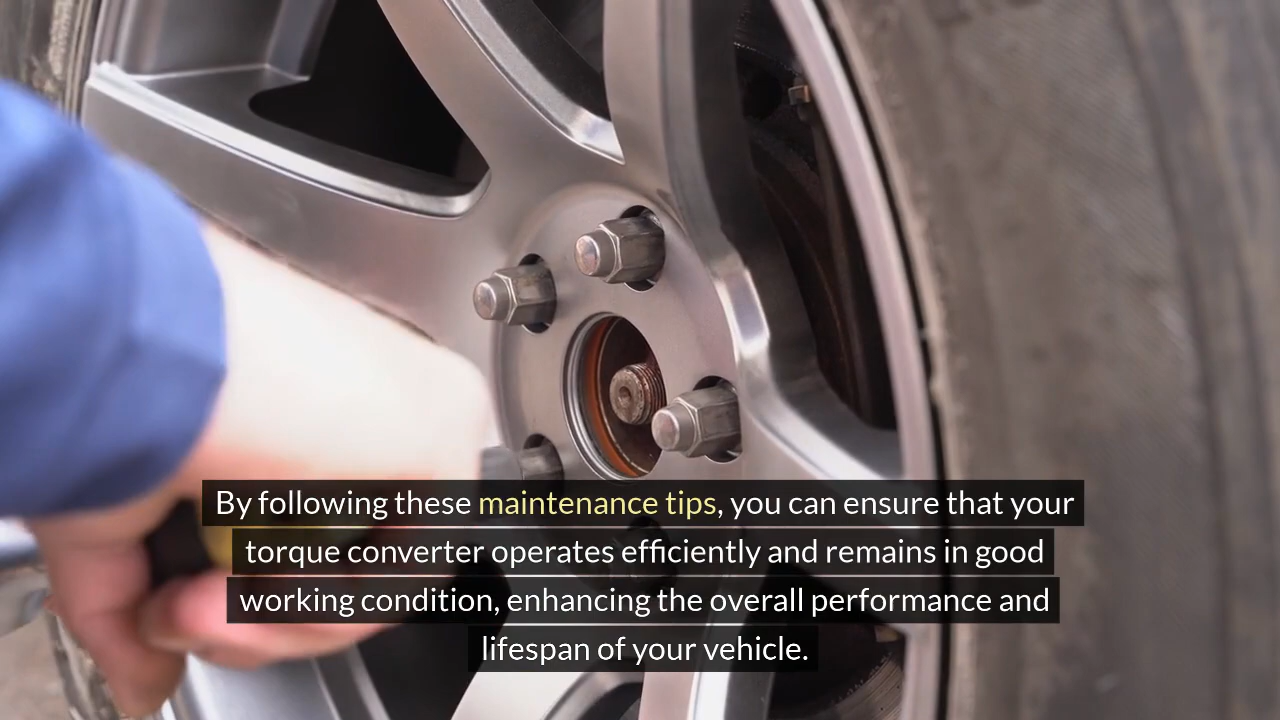 By following these maintenance tips, you can ensure that your
torque converter operates efficiently and remains in good
working condition, enhancing the overall performance and
lifespan of your vehicle.